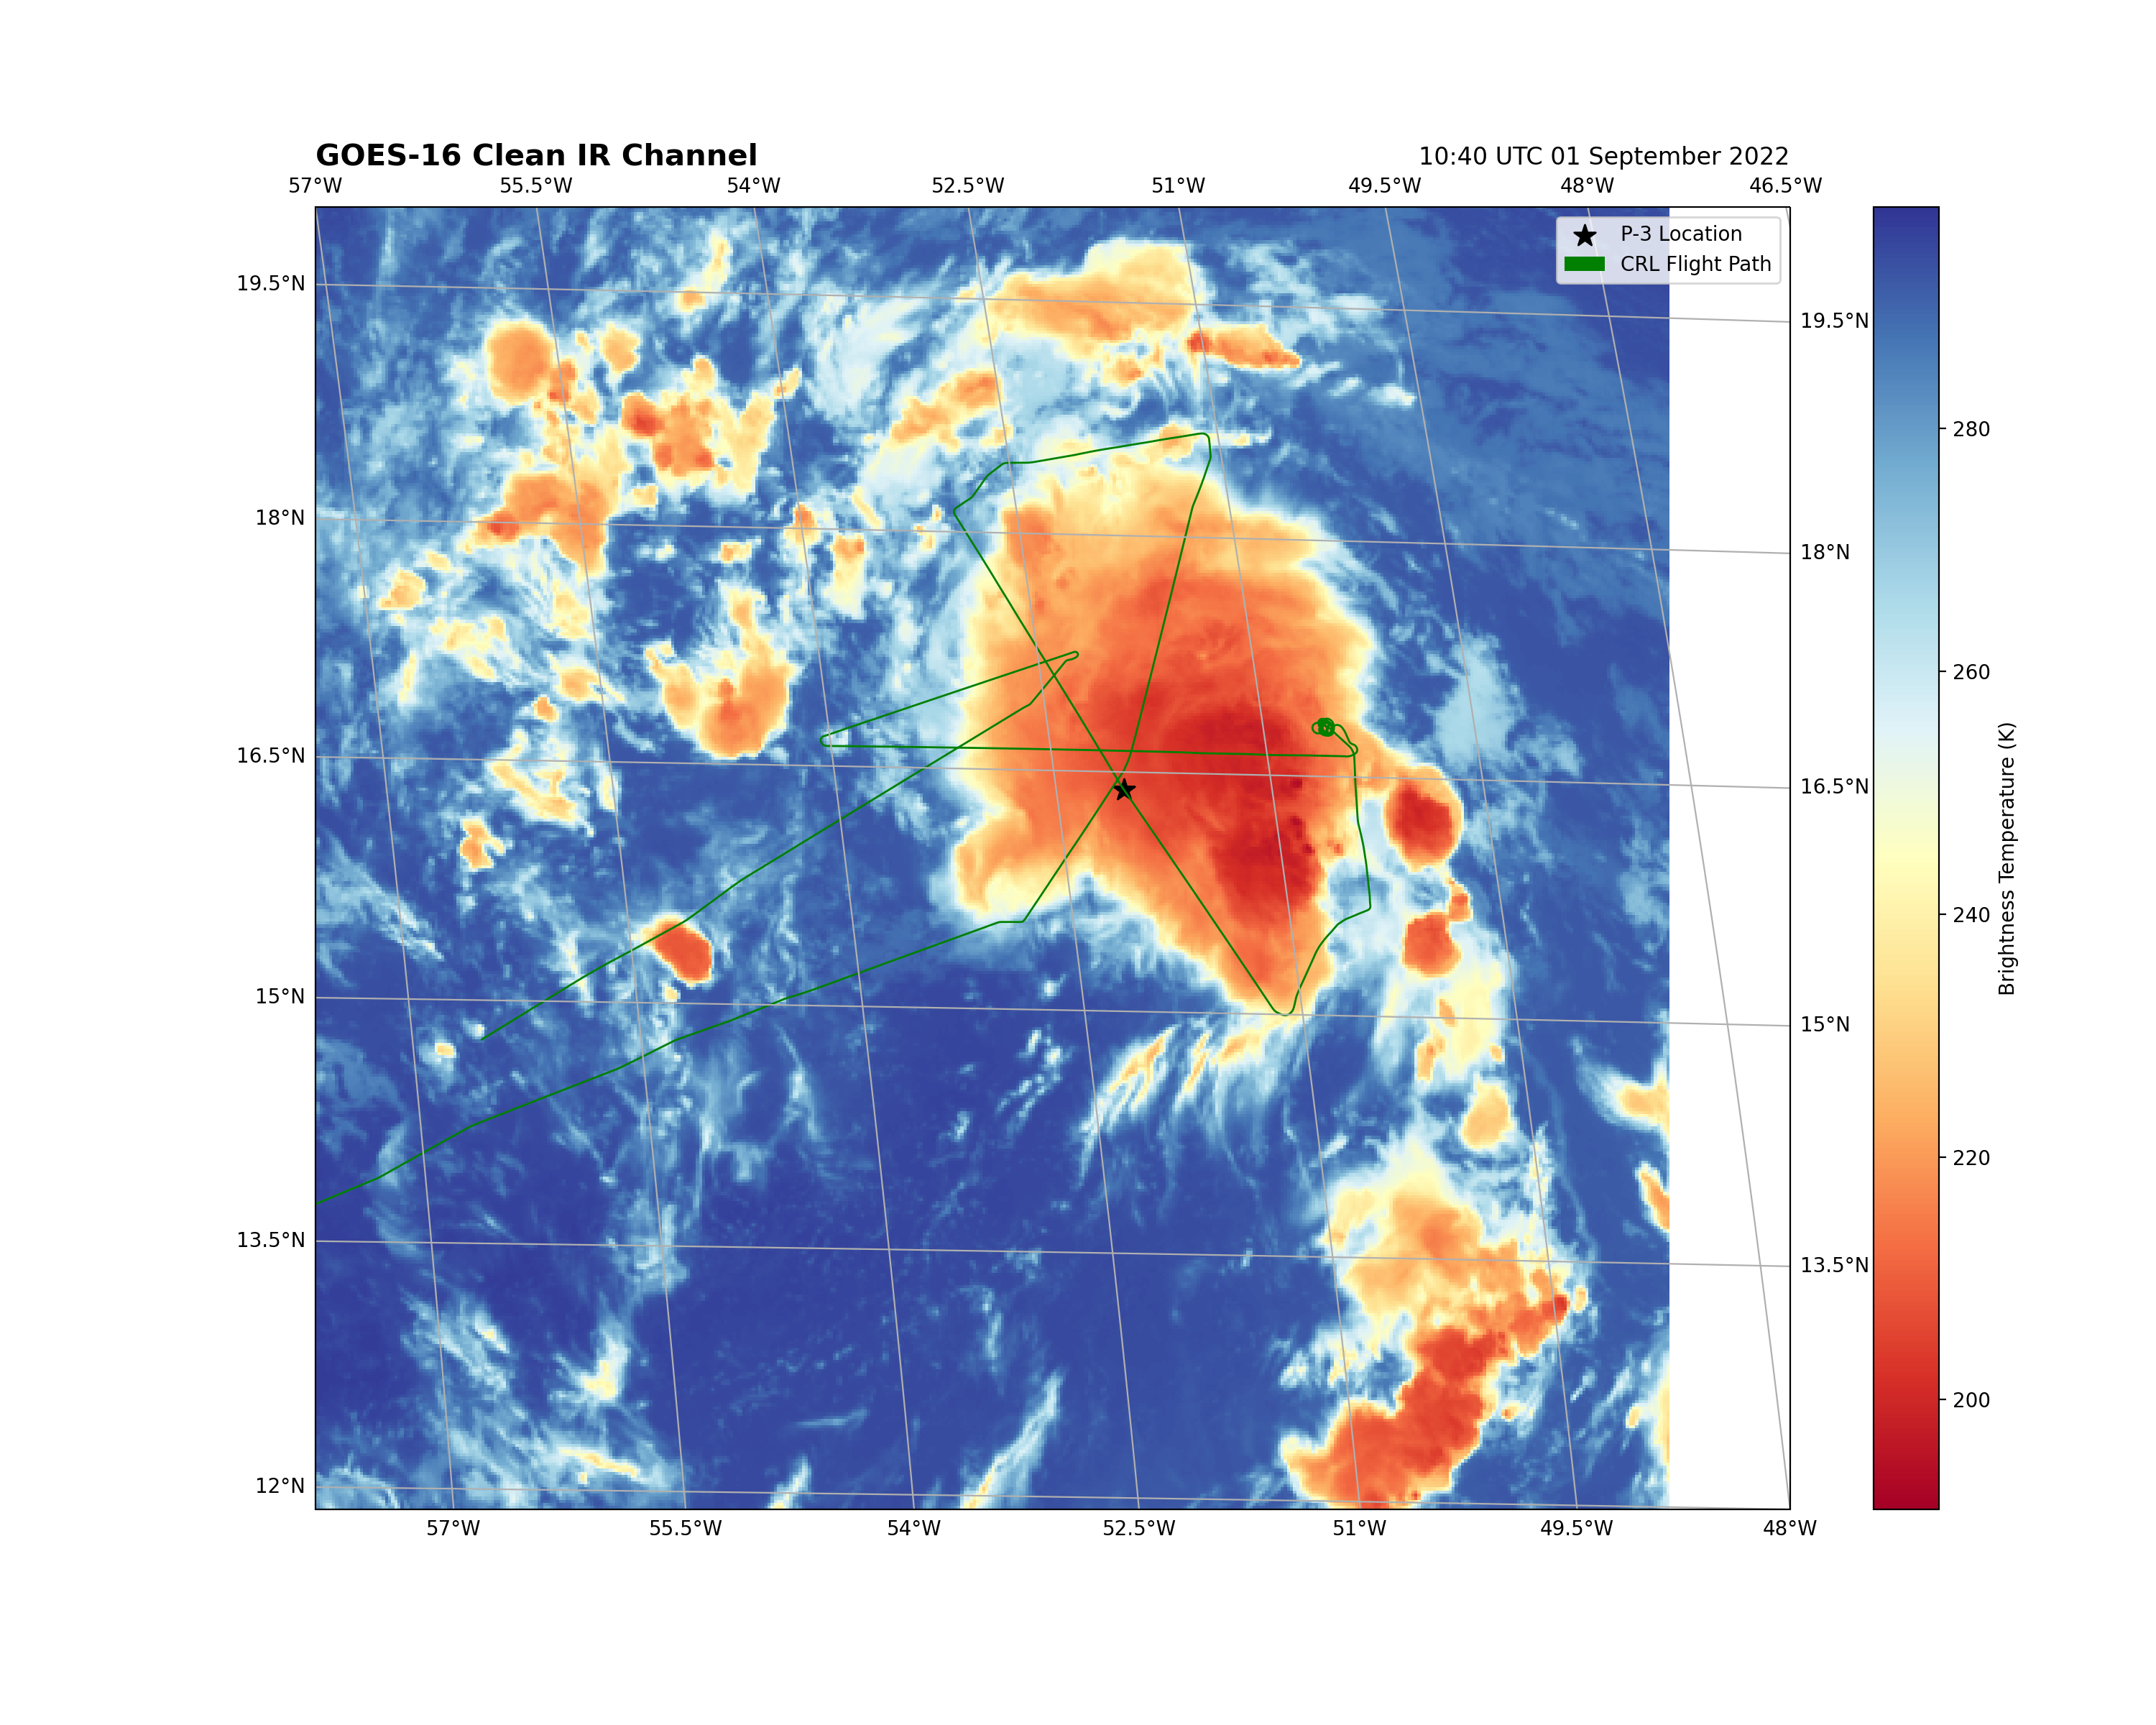 GOES-16 Clean IR Channel
10:40 UTC 01 September 2022
57°W 55.5°W 54°W 52.5°W 51°W 49.5°W 48°W 46.5°W
P-3 Location
CRL Flight Path
19.5°N
19.5°N
280
18°N
18°N
260
16.5°N
16.5°N
Brightness Temperature (K)
240
15°N
15°N
220
13.5°N
13.5°N
200
12°N
57°W 55.5°W 54°W 52.5°W 51°W 49.5°W 48°W